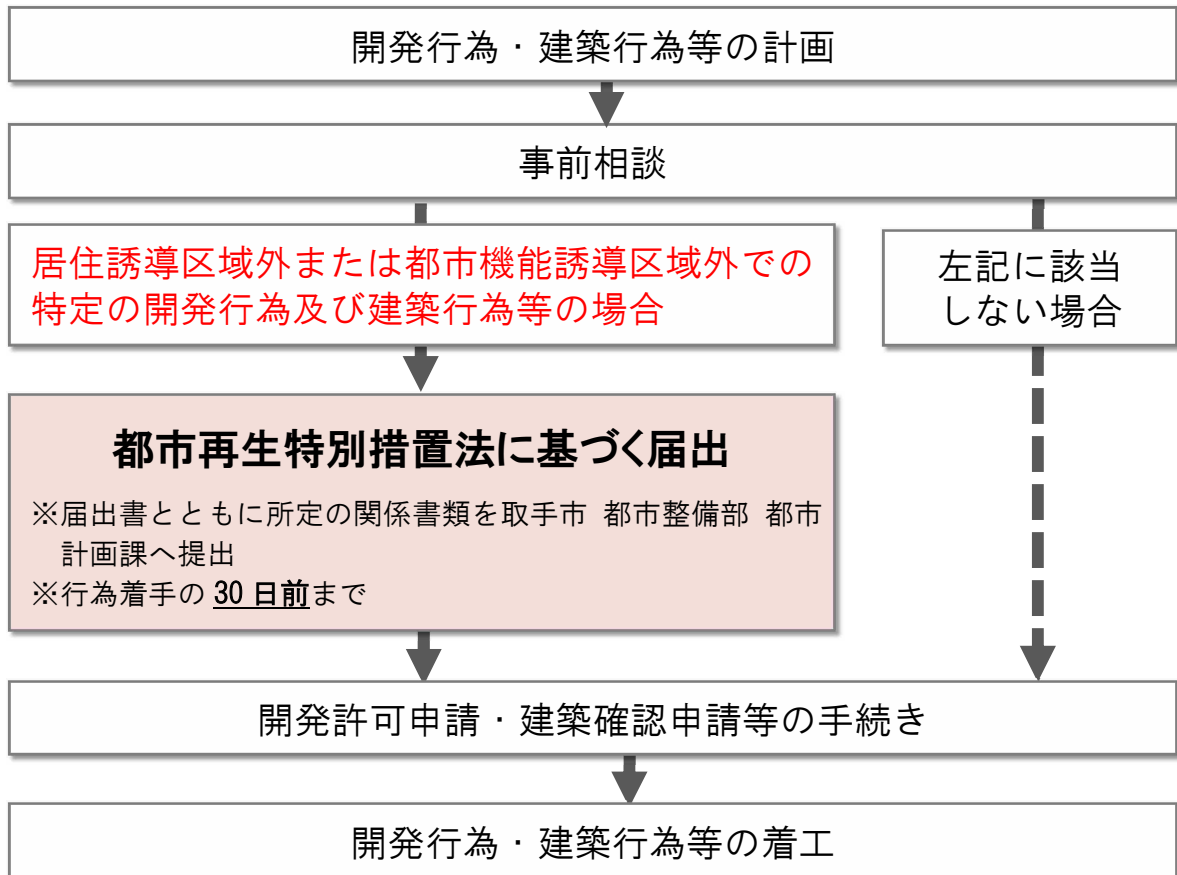 開発行為・建築行為等の計画
事前相談
居住誘導区域外または都市機能誘導区域外での
特定の開発行為及び建築行為等の場合
左記に該当
しない場合
都市再生特別措置法に基づく届出
※届出書とともに所定の関係書類を取手市 都市整備部 都市
計画課へ提出
※行為着手の 30 日前まで
開発許可申請・建築確認申請等の手続き
開発行為・建築行為等の着工